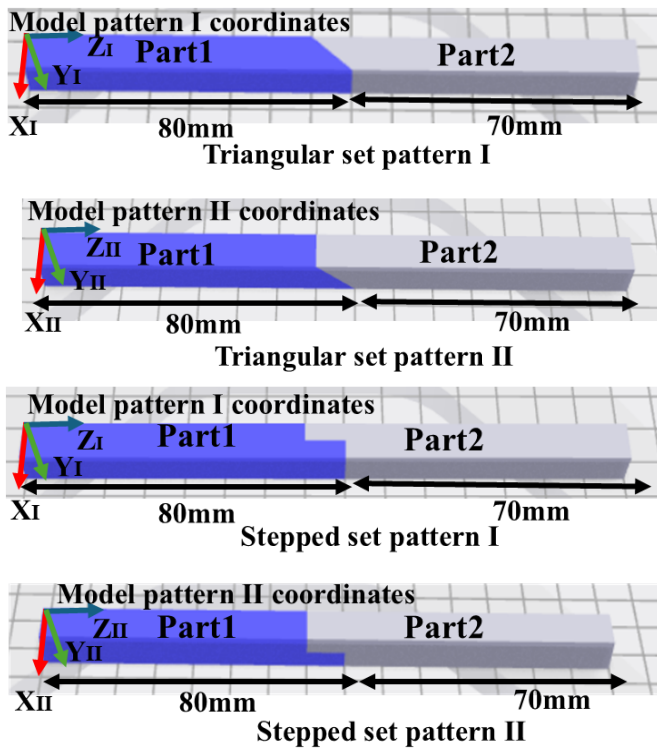 Model pattern I coordinates
ZI Part1 Part2
YI
XI 80mm 70mm
Triangular set pattern I
Model pattern II coordinates
ZII Part1 Part2
YII
XII 80mm 70mm
Triangular set pattern II
Model pattern I coordinates
ZI Part1 Part2
YI
XI 80mm 70mm
Stepped set pattern I
Model pattern II coordinates
ZII Part1 Part2
YII
XII 80mm 70mm
Stepped set pattern II